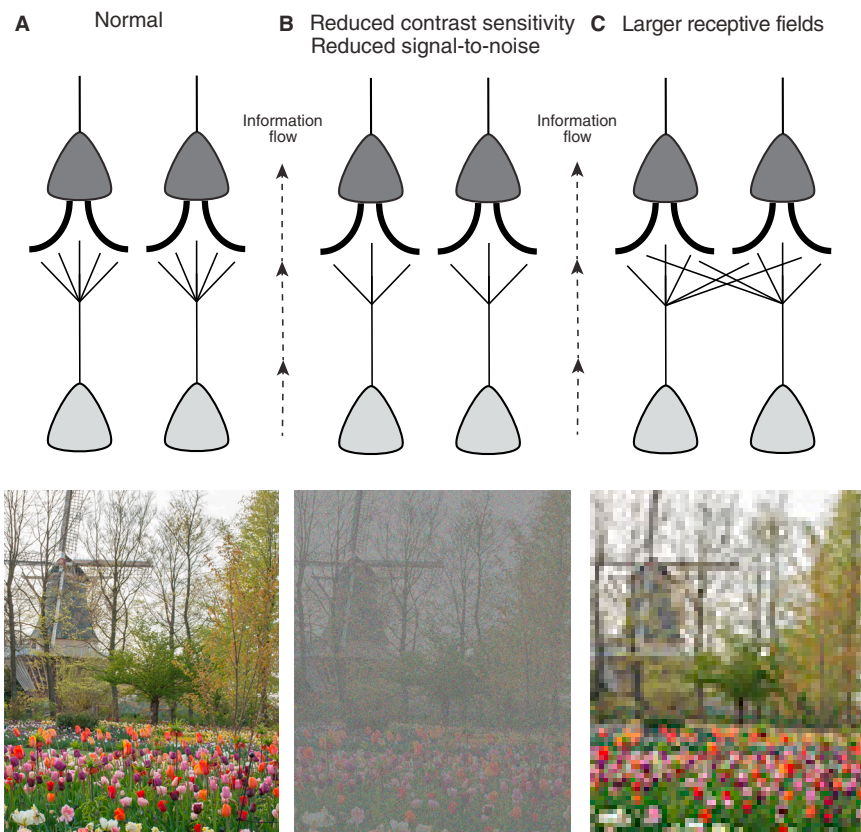 A
Normal
B
Reduced contrast sensitivity
Reduced signal-to-noise
C
Larger receptive fields
Information
flow
Information
flow